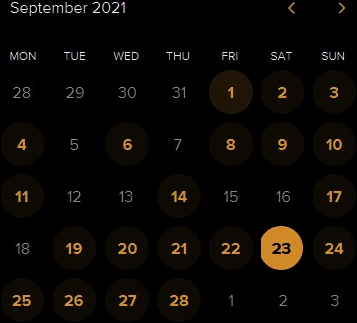 September 2021
MON TUE WED THU FRI SAT SUN
28 29 30 31 1 2 3
4 5 6 7 8 9 10
11 12 13 14 15 16 17
18 19 20 21 22 23 24
25 26 27 28 1 2 3